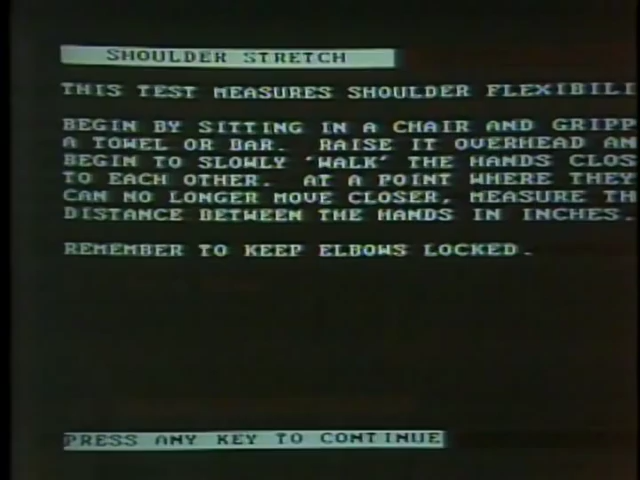 SHOULDER STRETCH
THIS TEST MEASURES SHOULDER FLEXIBILI
BEGIN BY SITTING IN A CHAIR AND GRIPP
A TOWEL OR BAR. RAISE IT OVERHEAD AN
BEGIN TO SLOWLY 'WALK' THE HANDS CLOS
TO EACH OTHER. AT A POINT WHERE THEY
CAN NO LONGER MOVE CLOSER, MEASURE TH
DISTANCE BETWEEN THE HANDS IN INCHES.
REMEMBER TO KEEP ELBOWS LOCKED.
PRESS ANY KEY TO CONTINUE